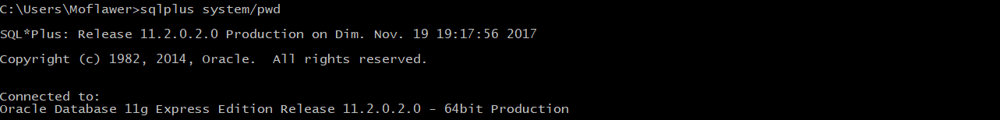 C:\Users\Moflawer>sqlplus system/pwd
SQL*Plus: Release 11.2.0.2.0 Production on Dim. Nov. 19 19:17:56 2017
Copyright (c) 1982, 2014, Oracle.  All rights reserved.
Connected to:
Oracle Database 11g Express Edition Release 11.2.0.2.0 - 64bit Production